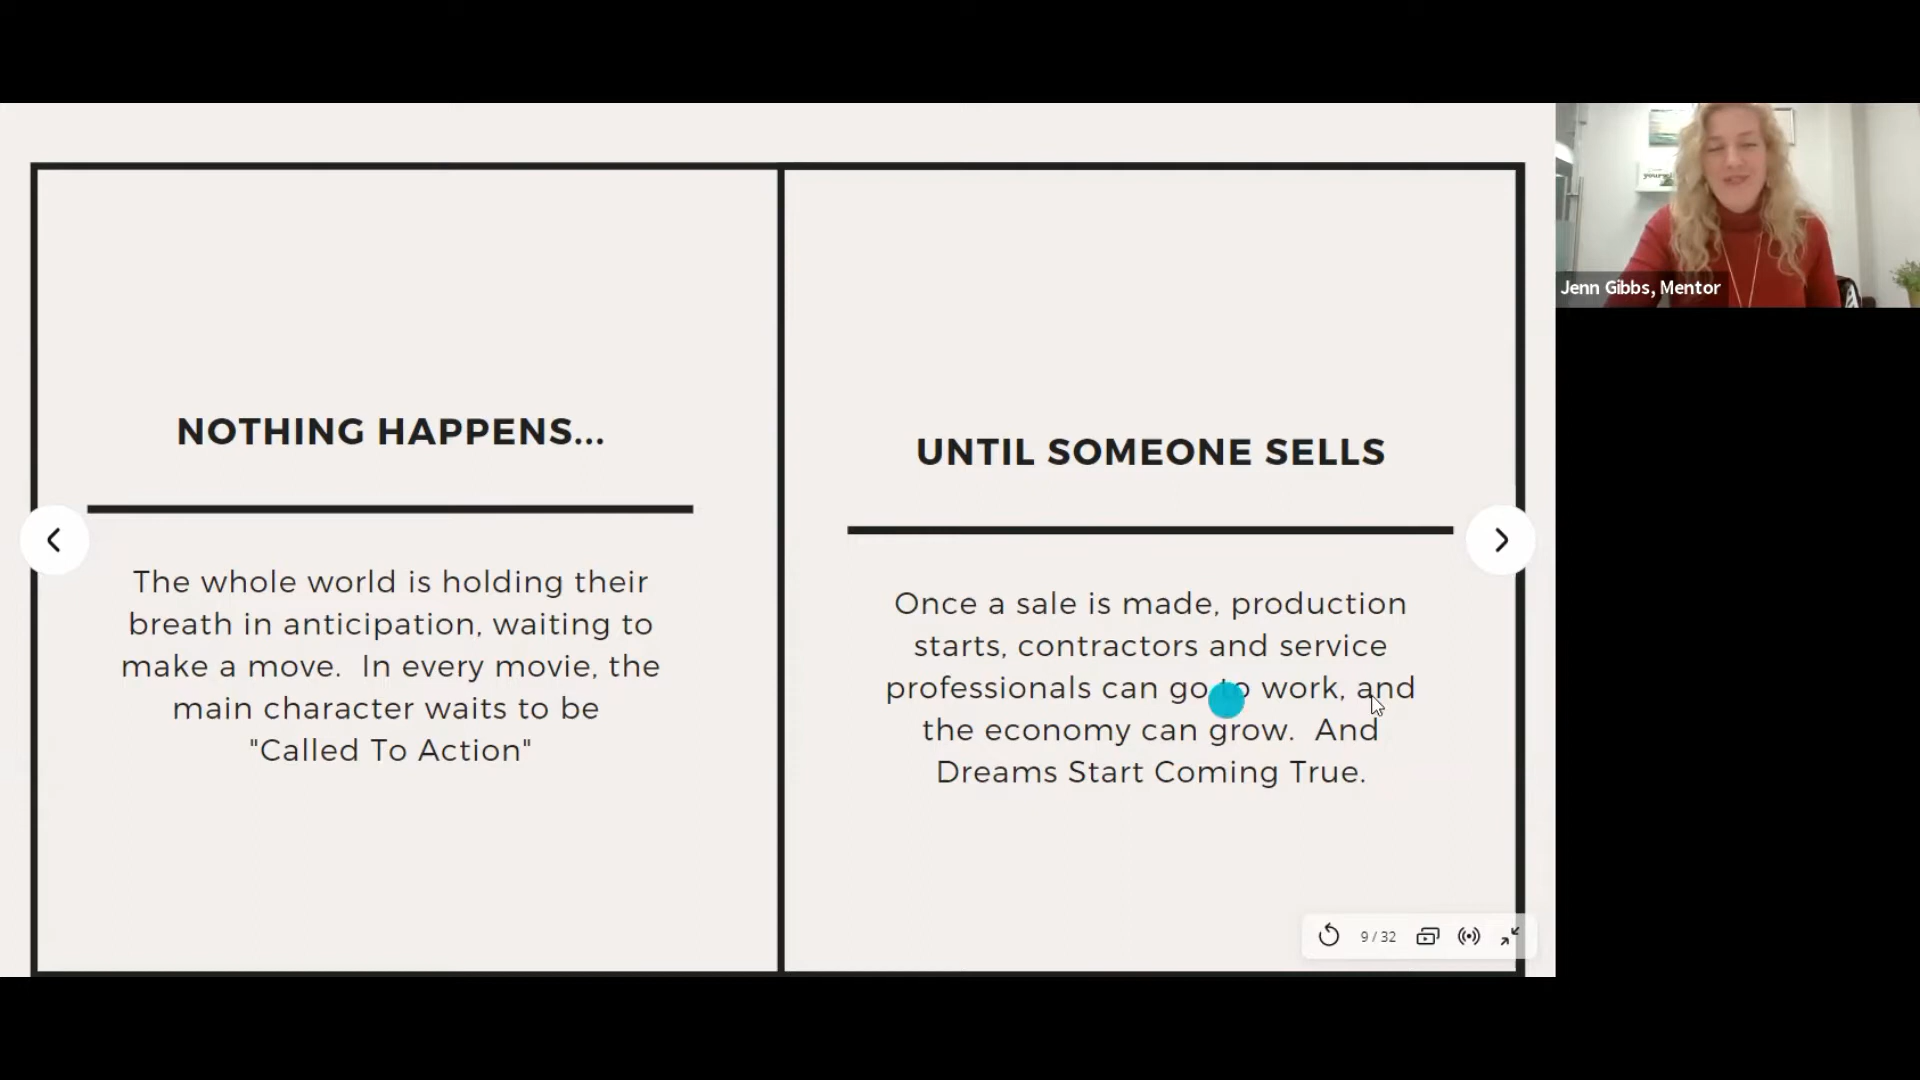 NOTHING HAPPENS...
The whole world is holding their
breath in anticipation, waiting to
make a move.  In every movie, the
main character waits to be
"Called To Action"
UNTIL SOMEONE SELLS
Once a sale is made, production
starts, contractors and service
professionals can go to work, and
the economy can grow.  And
Dreams Start Coming True.
9 / 32
Jenn Gibbs, Mentor